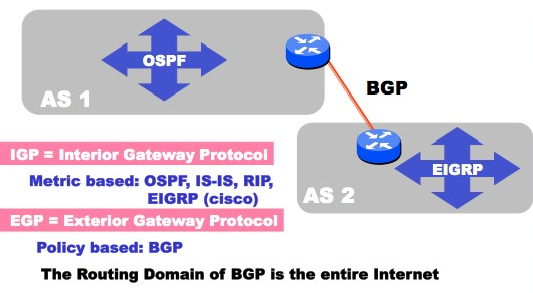 OSPF
BGP
AS 1
EIGRP
AS 2
IGP = Interior Gateway Protocol
Metric based: OSPF, IS-IS, RIP,
EIGRP (cisco)
EGP = Exterior Gateway Protocol
Policy based: BGP
The Routing Domain of BGP is the entire Internet